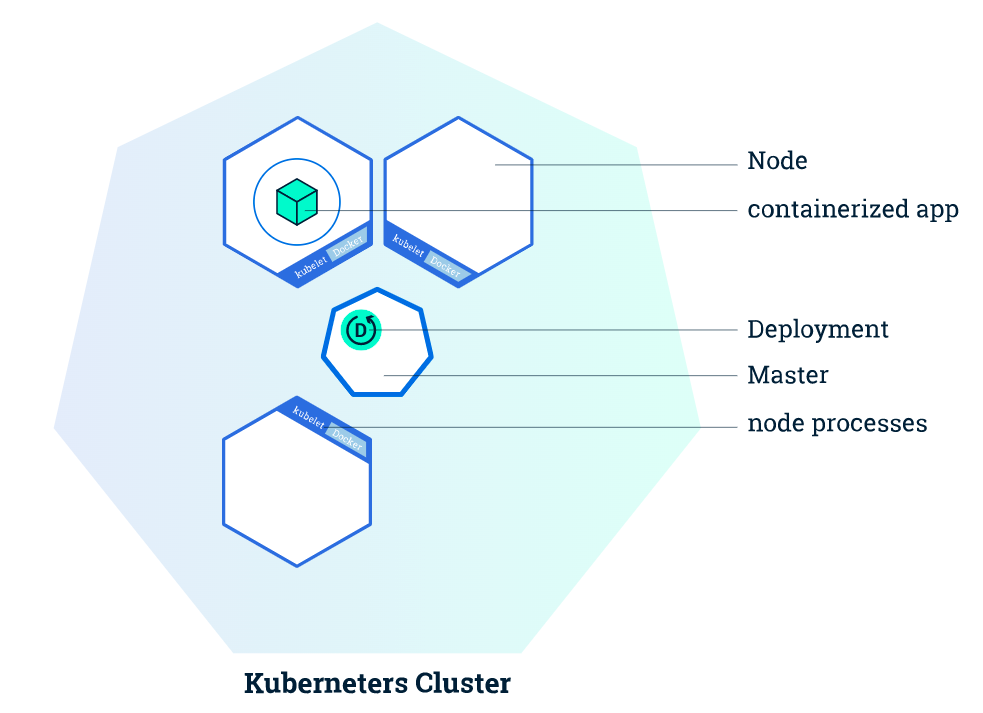 Node
containerized app
kubelet Docker
kubelet Docker
D
Deployment
Master
kubelet Docker
node processes
Kuberneters Cluster